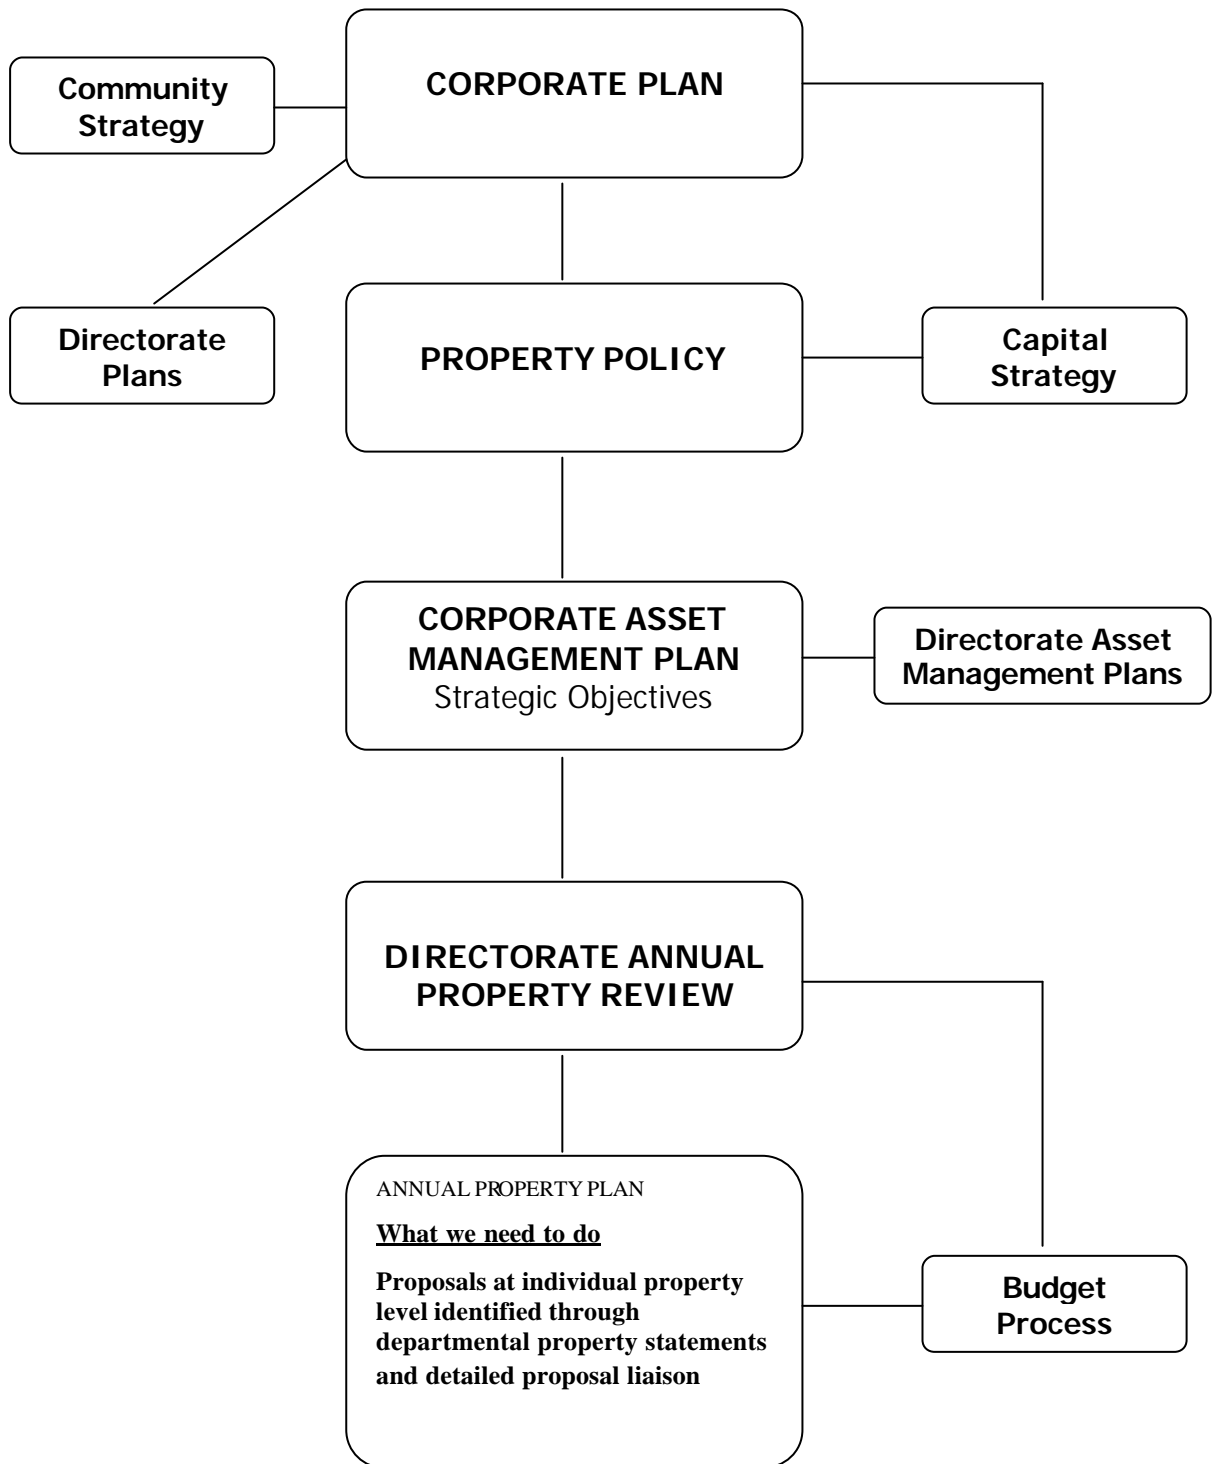 CORPORATE PLAN
Community
Strategy
Directorate
Plans
PROPERTY POLICY
Capital
Strategy
CORPORATE ASSET
MANAGEMENT PLAN
Strategic Objectives
Directorate Asset
Management Plans
DIRECTORATE ANNUAL
PROPERTY REVIEW
ANNUAL PROPERTY PLAN
What we need to do
Proposals at individual property
level identified through
departmental property statements
and detailed proposal liaison
Budget
Process